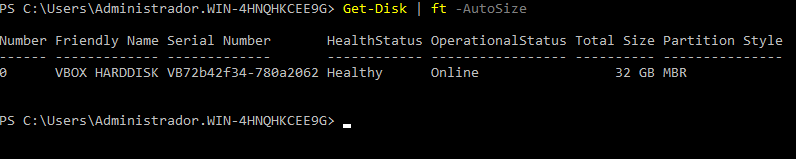 PS C:\Users\Administrador.WIN-4HNQHKCEE9G> Get-Disk | ft -AutoSize
Number Friendly Name Serial Number HealthStatus OperationalStatus Total Size Partition Style
------ ------------- ------------- ------------ ----------------- ---------- ---------------
0 VBOX HARDDISK VB72b42f34-780a2062 Healthy Online 32 GB MBR
PS C:\Users\Administrador.WIN-4HNQHKCEE9G>